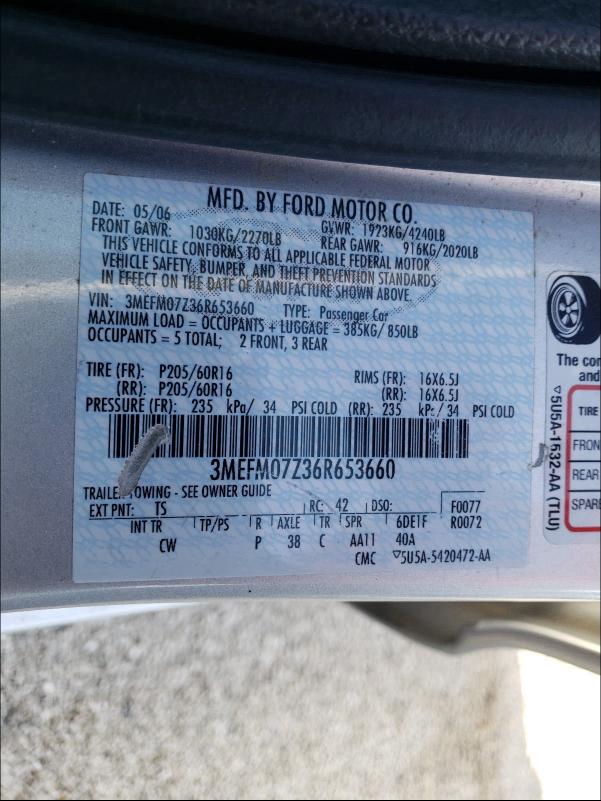 MFD. BY FORD MOTOR CO.
DATE: 05/06 GVWR: 1923KG/4240LB
FRONT GAWR: 1030KG/2270LB REAR GAWR: 916KG/2020LB
THIS VEHICLE CONFORMS TO ALL APPLICABLE FEDERAL MOTOR
VEHICLE SAFETY, BUMPER, AND THEFT PREVENTION STANDARDS
IN EFFECT ON THE DATE OF MANUFACTURE SHOWN ABOVE.
VIN: 3MEFM07Z36R653660 TYPE: Passenger Car
MAXIMUM LOAD = OCCUPANTS + LUGGAGE = 385KG/ 850LB
OCCUPANTS = 5 TOTAL; 2 FRONT, 3 REAR
TIRE (FR): P205/60R16 RIMS (FR): 16X6.5J
(RR): P205/60R16 (RR): 16X6.5J
PRESSURE (FR): 235 kPa/ 34 PSI COLD (RR): 235 kPa/ 34 PSI COLD
3MEFM07Z36R653660
TRAILER TOWING - SEE OWNER GUIDE
EXT PNT: TS RC: 42 DSO: F0077
INT TR TP/PS R AXLE TR SPR 6DE1F R0072
CW P 38 C AA11 40A
CMC ▽5U5A-5420472-AA
The con
and
TIRE
FRON
REAR
SPARE
▽5U5A-1532-AA (TLU)